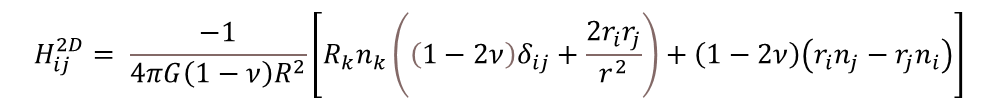 $H_{ij}^{2D} = \frac{-1}{4\pi G(1-\nu)R^2}\left[R_k n_k\left((1-2\nu)\delta_{ij} + \frac{2r_i r_j}{r^2}\right) + (1-2\nu)(r_i n_j - r_j n_i)\right]$